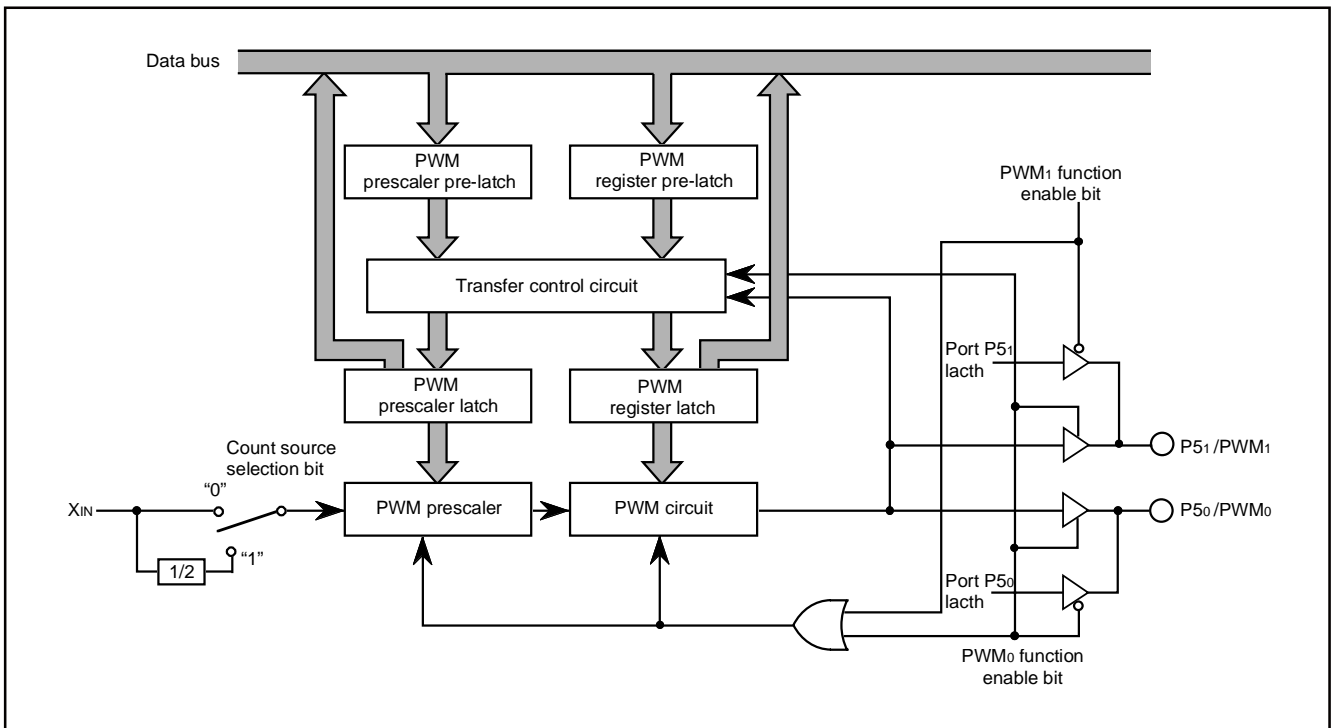 Data bus
PWM
prescaler pre-latch
PWM
register pre-latch
PWM1 function
enable bit
Transfer control circuit
Port P51
lacth
PWM
prescaler latch
PWM
register latch
Count source
selection bit
P51/PWM1
“0”
XIN
PWM prescaler
PWM circuit
P50/PWM0
“1”
1/2
Port P50
lacth
PWM0 function
enable bit